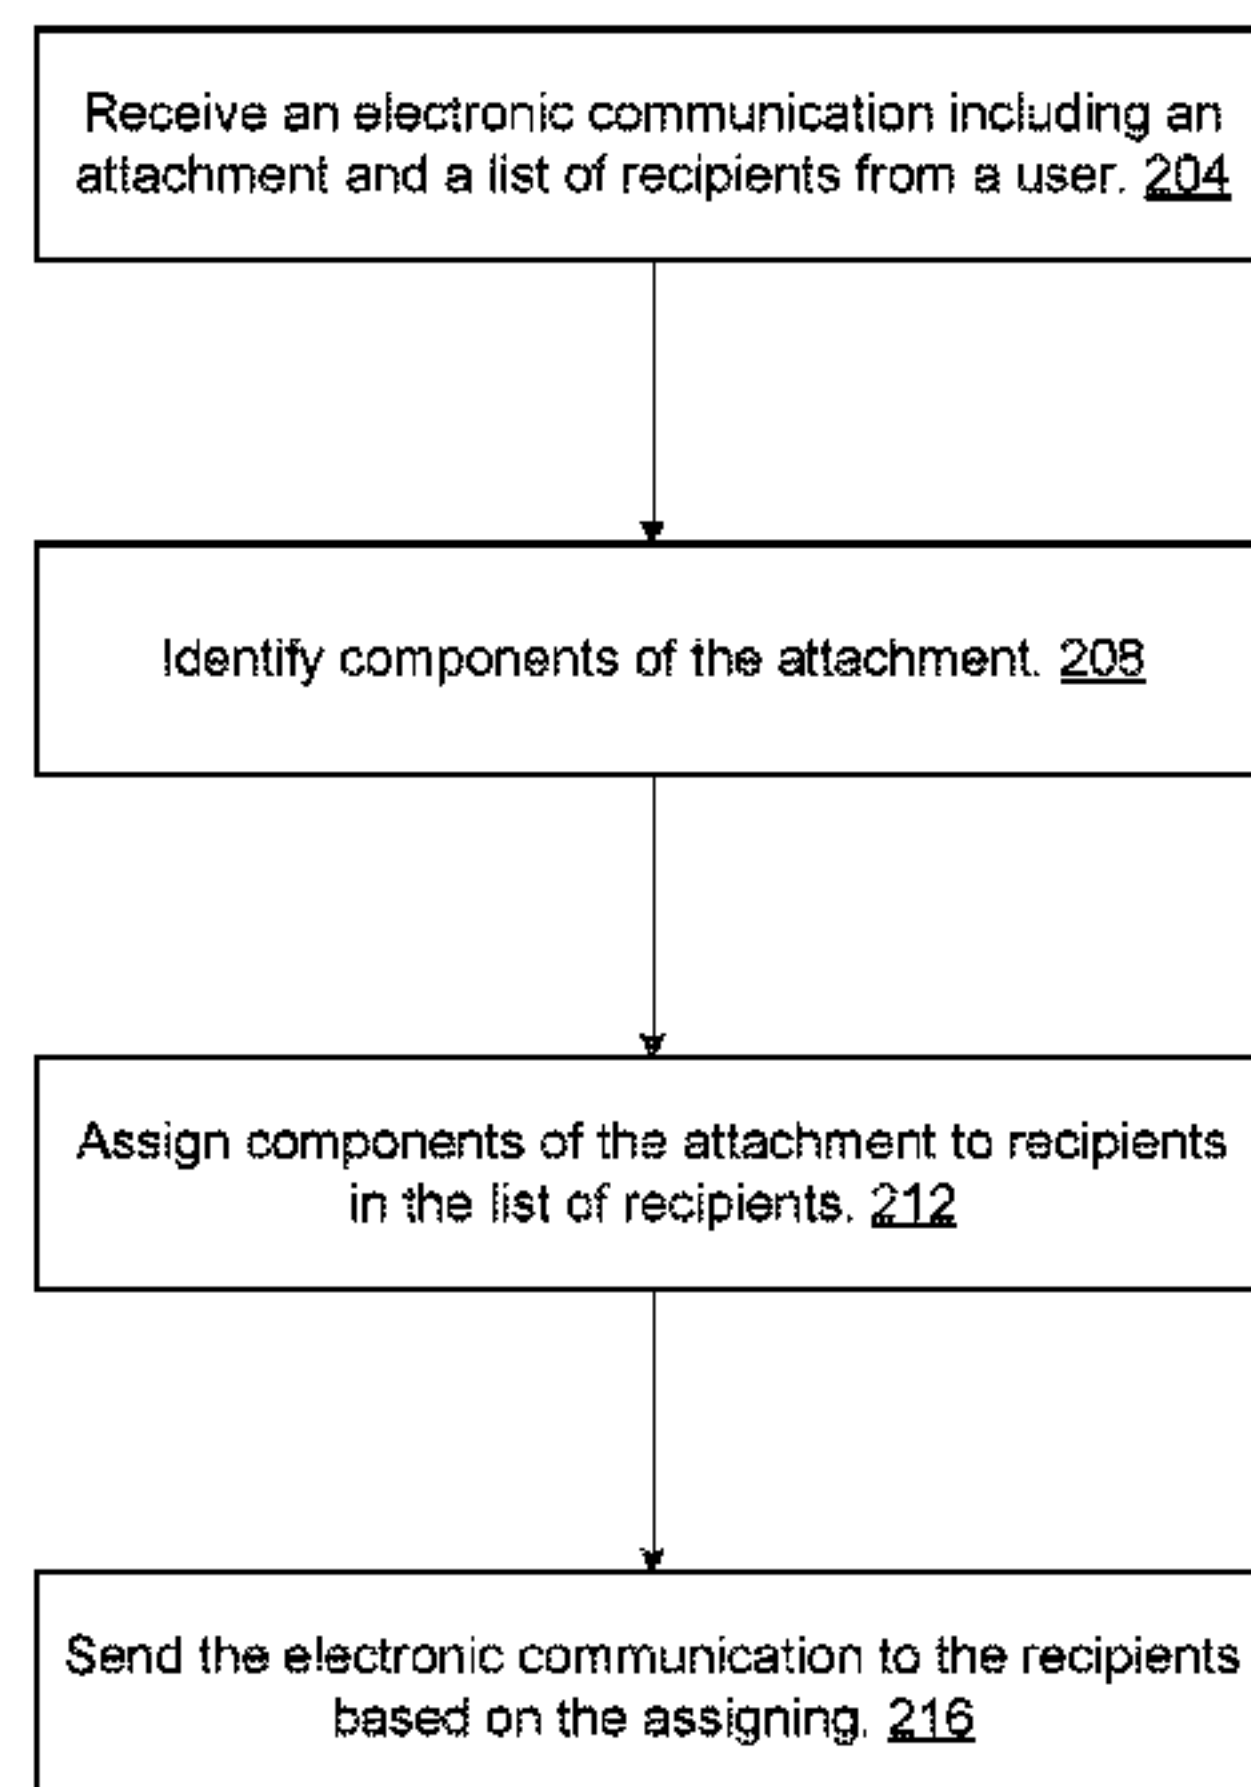 Receive an electronic communication including an
attachment and a list of recipients from a user. 204
Identify components of the attachment. 208
Assign components of the attachment to recipients
in the list of recipients. 212
Send the electronic communication to the recipients
based on the assigning. 216